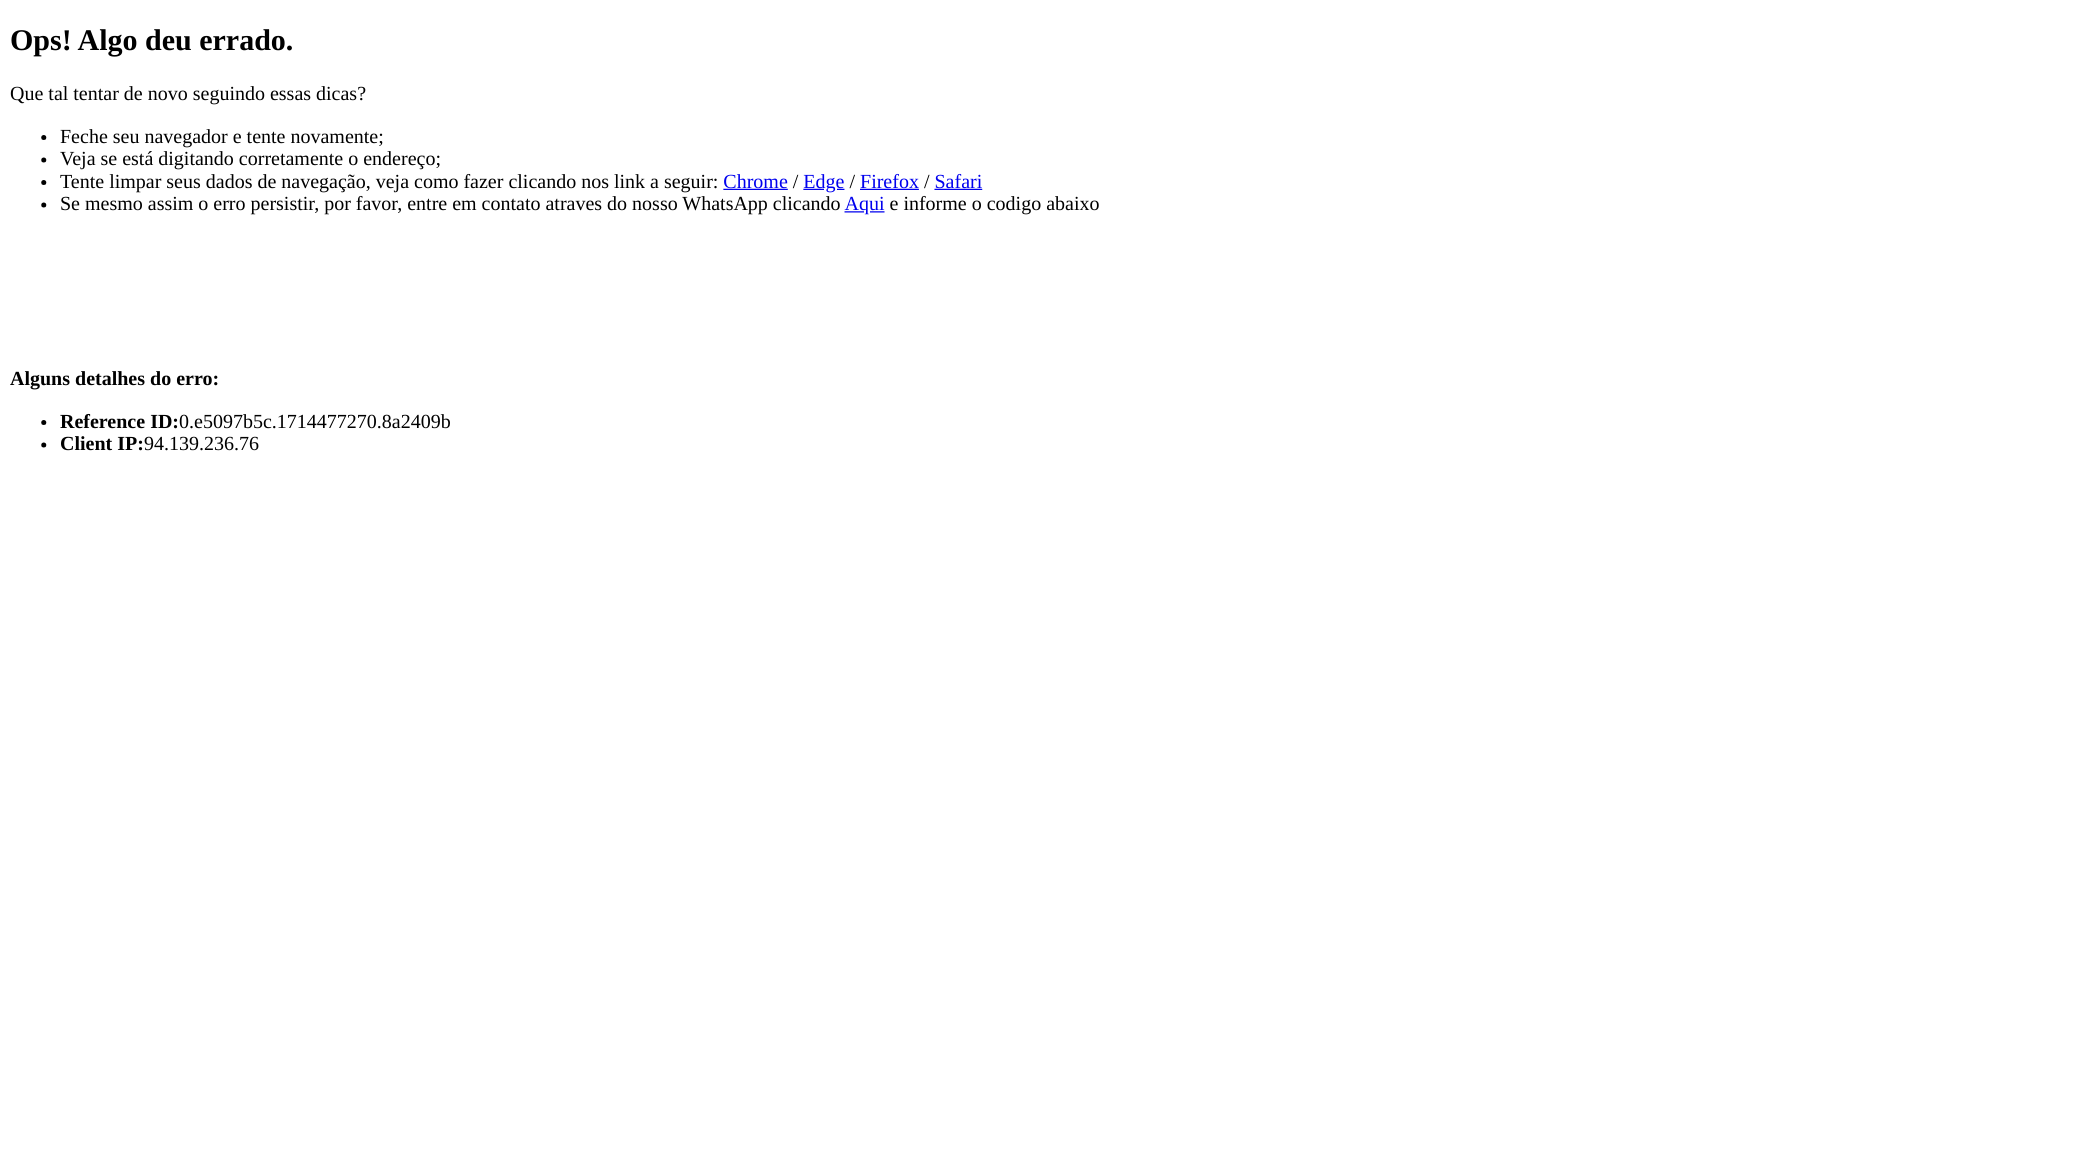 Ops! Algo deu errado.
Que tal tentar de novo seguindo essas dicas?
Feche seu navegador e tente novamente;
Veja se está digitando corretamente o endereço;
Tente limpar seus dados de navegação, veja como fazer clicando nos link a seguir: Chrome / Edge / Firefox / Safari
Se mesmo assim o erro persistir, por favor, entre em contato atraves do nosso WhatsApp clicando Aqui e informe o codigo abaixo
Alguns detalhes do erro:
Reference ID:0.e5097b5c.1714477270.8a2409b
Client IP:94.139.236.76